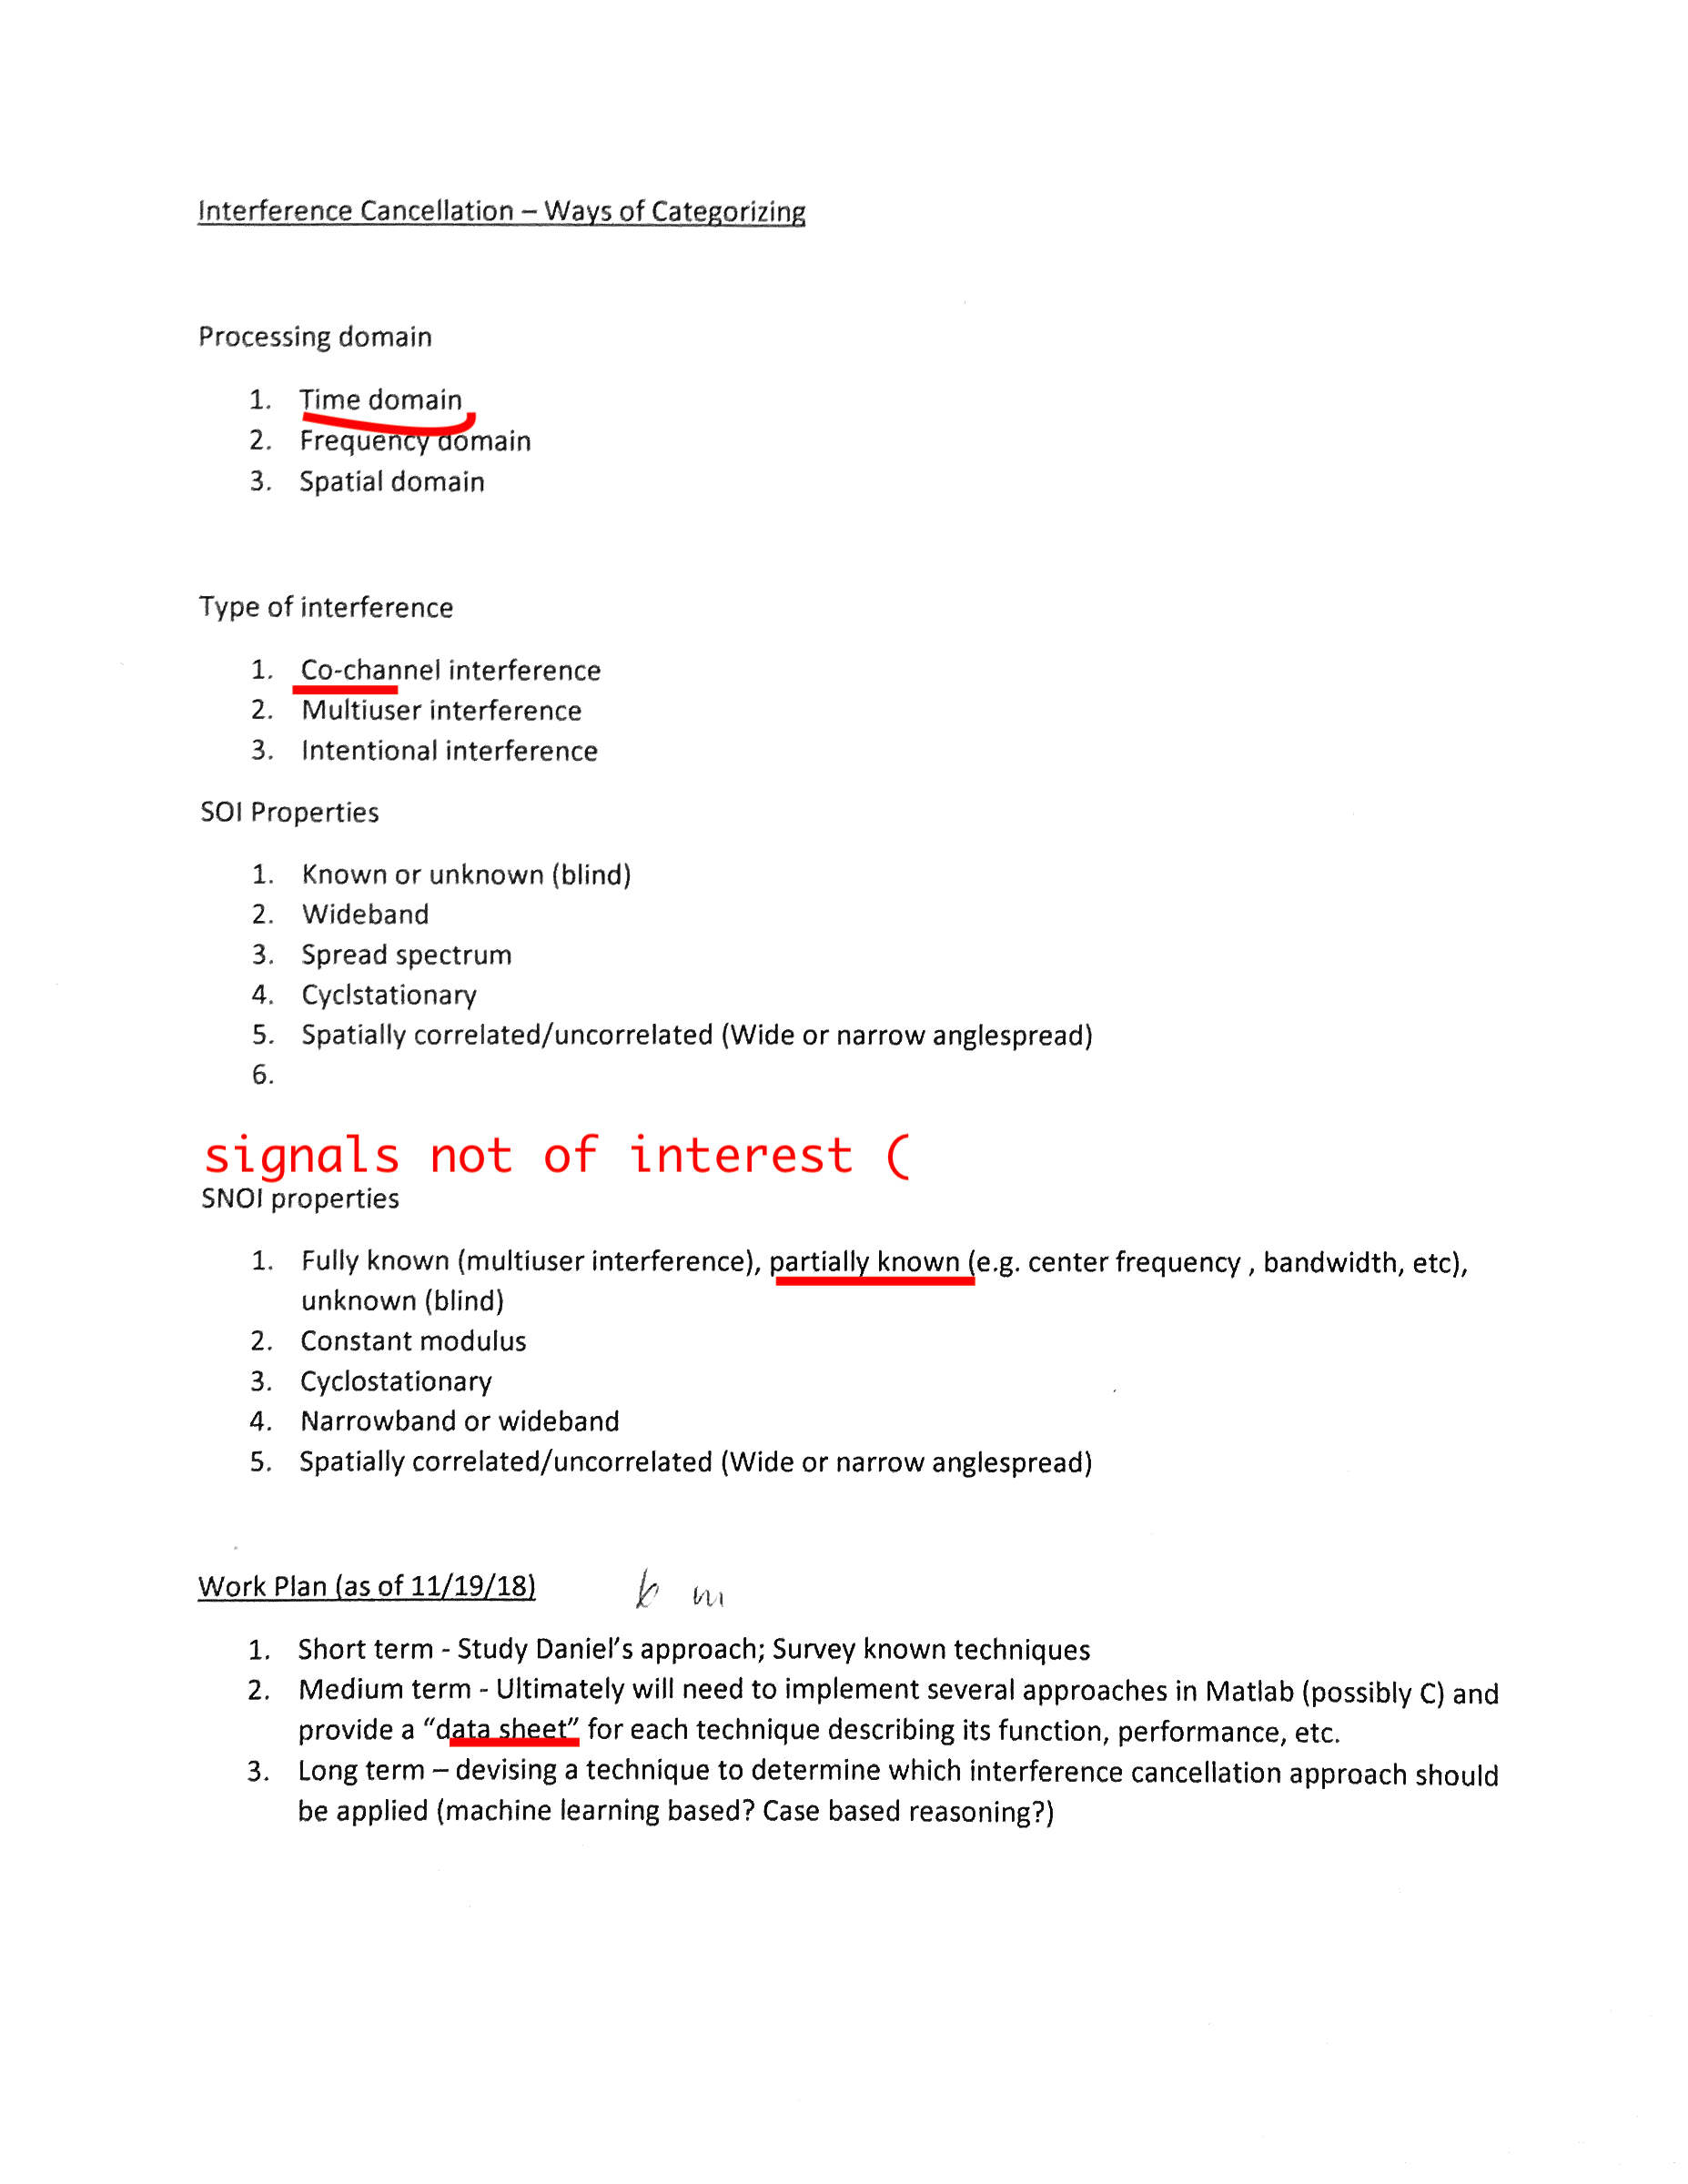 Interference Cancellation – Ways of Categorizing
Processing domain
1. Time domain
2. Frequency domain
3. Spatial domain
Type of interference
1. Co-channel interference
2. Multiuser interference
3. Intentional interference
SOI Properties
1. Known or unknown (blind)
2. Wideband
3. Spread spectrum
4. Cyclstationary
5. Spatially correlated/uncorrelated (Wide or narrow anglespread)
6.
signals not of interest (
SNOI properties
1. Fully known (multiuser interference), partially known (e.g. center frequency , bandwidth, etc),
unknown (blind)
2. Constant modulus
3. Cyclostationary
4. Narrowband or wideband
5. Spatially correlated/uncorrelated (Wide or narrow anglespread)
Work Plan (as of 11/19/18)
1. Short term - Study Daniel's approach; Survey known techniques
2. Medium term - Ultimately will need to implement several approaches in Matlab (possibly C) and
provide a “data sheet” for each technique describing its function, performance, etc.
3. Long term – devising a technique to determine which interference cancellation approach should
be applied (machine learning based? Case based reasoning?)